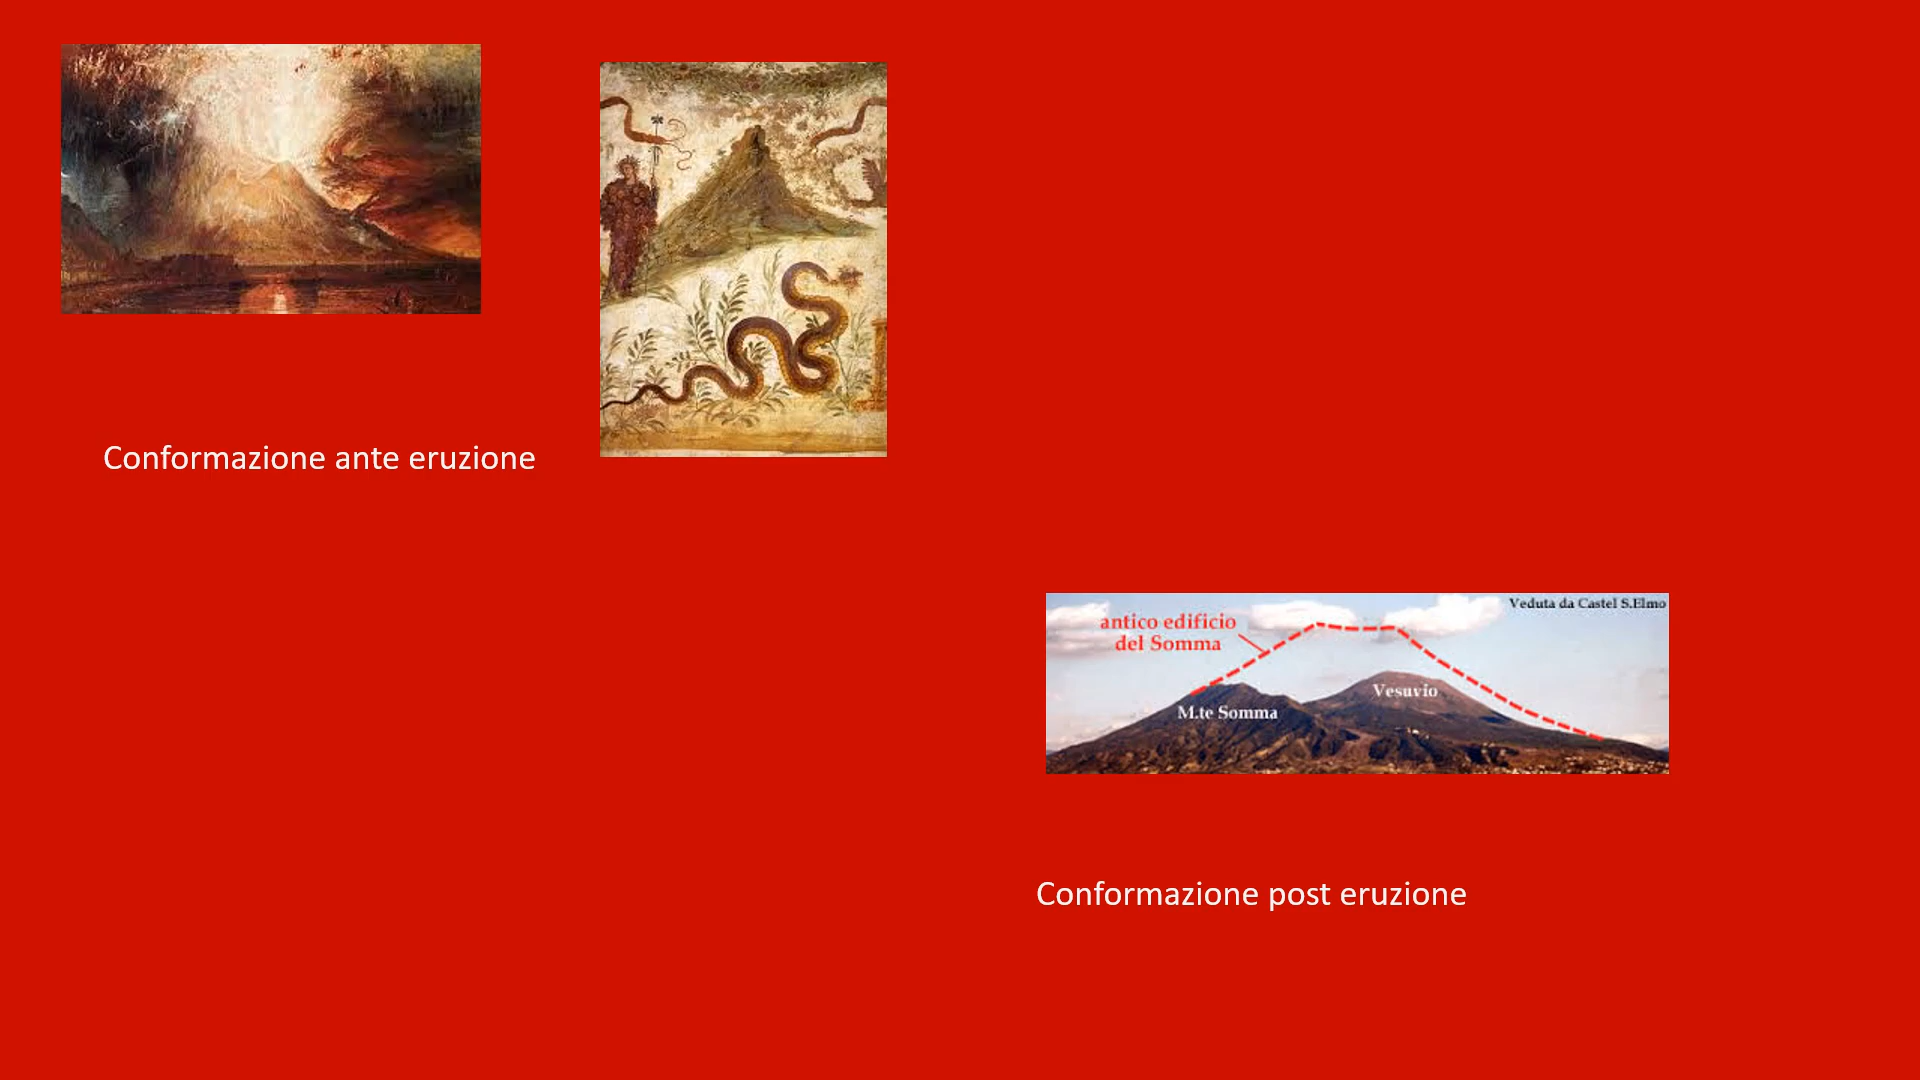 Conformazione ante eruzione
Veduta da Castel S.Elmo
antico edificio
del Somma
Vesuvio
M.te Somma
Conformazione post eruzione